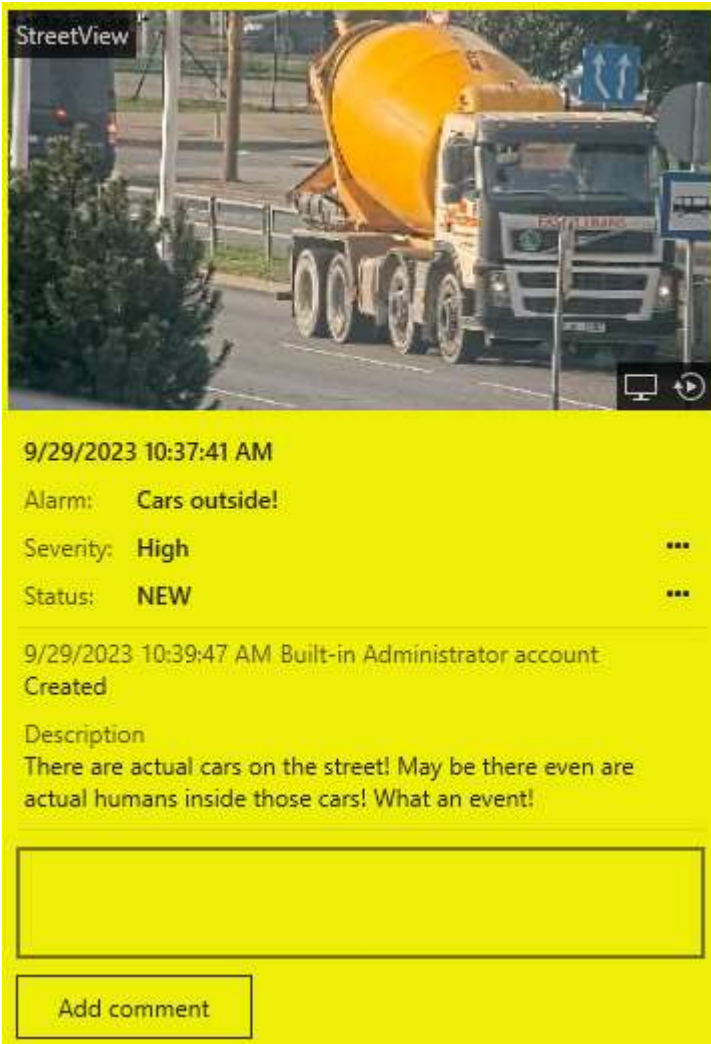 StreetView
9/29/2023 10:37:41 AM
Alarm: Cars outside!
Severity: High
Status: NEW
9/29/2023 10:39:47 AM Built-in Administrator account
Created
Description
There are actual cars on the street! May be there even are
actual humans inside those cars! What an event!
Add comment